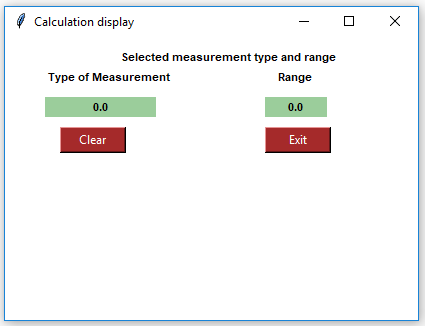 Calculation display
Selected measurement type and range
Type of Measurement Range
0.0 0.0
Clear Exit